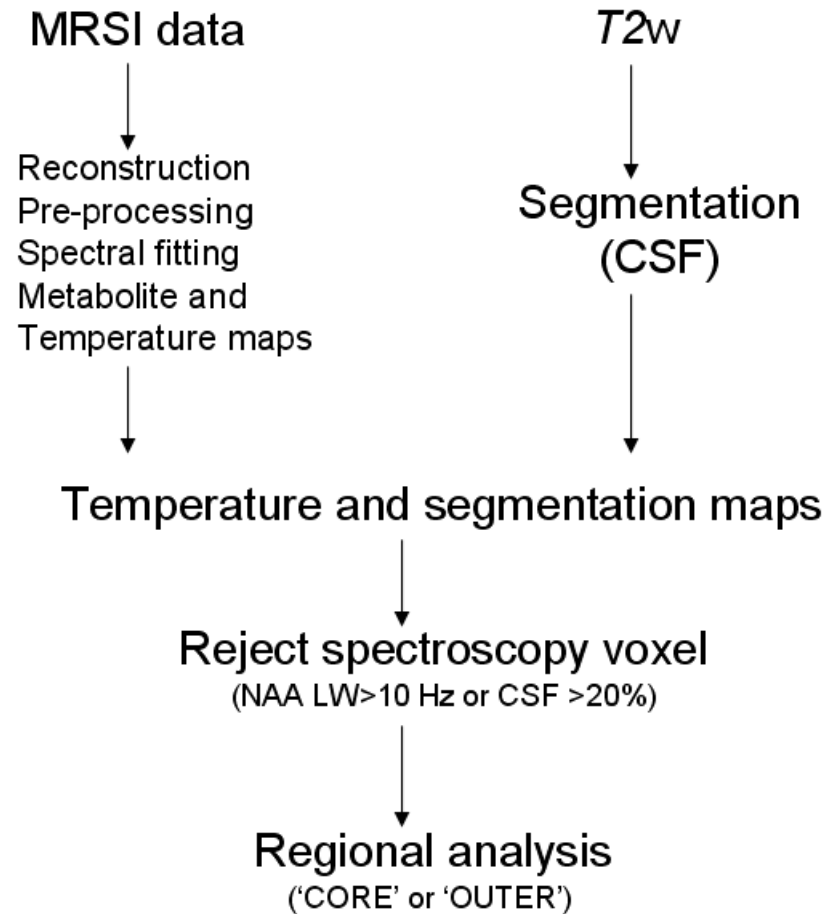 MRSI data
Reconstruction
Pre-processing
Spectral fitting
Metabolite and
Temperature maps
T2w
Segmentation
(CSF)
Temperature and segmentation maps
Reject spectroscopy voxel
(NAA LW>10 Hz or CSF >20%)
Regional analysis
(‘CORE’ or ‘OUTER’)